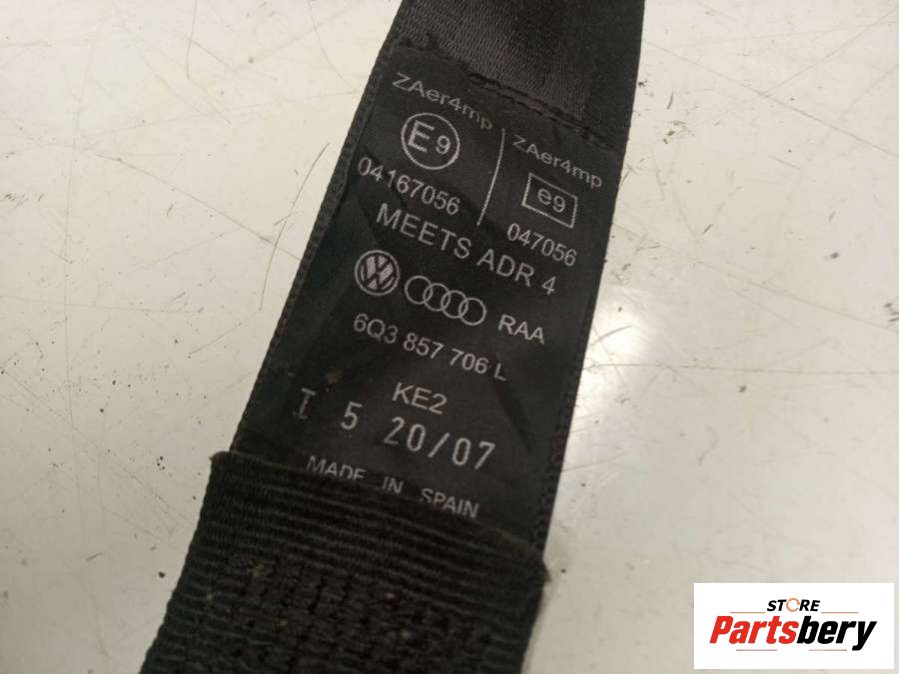 ZAer4mp
E9
04167056
ZAer4mp
e9
047056
MEETS ADR 4
VW RAA
6Q3 857 706 L
KE2
I 5 20/07
MADE IN SPAIN
STORE
Partsbery